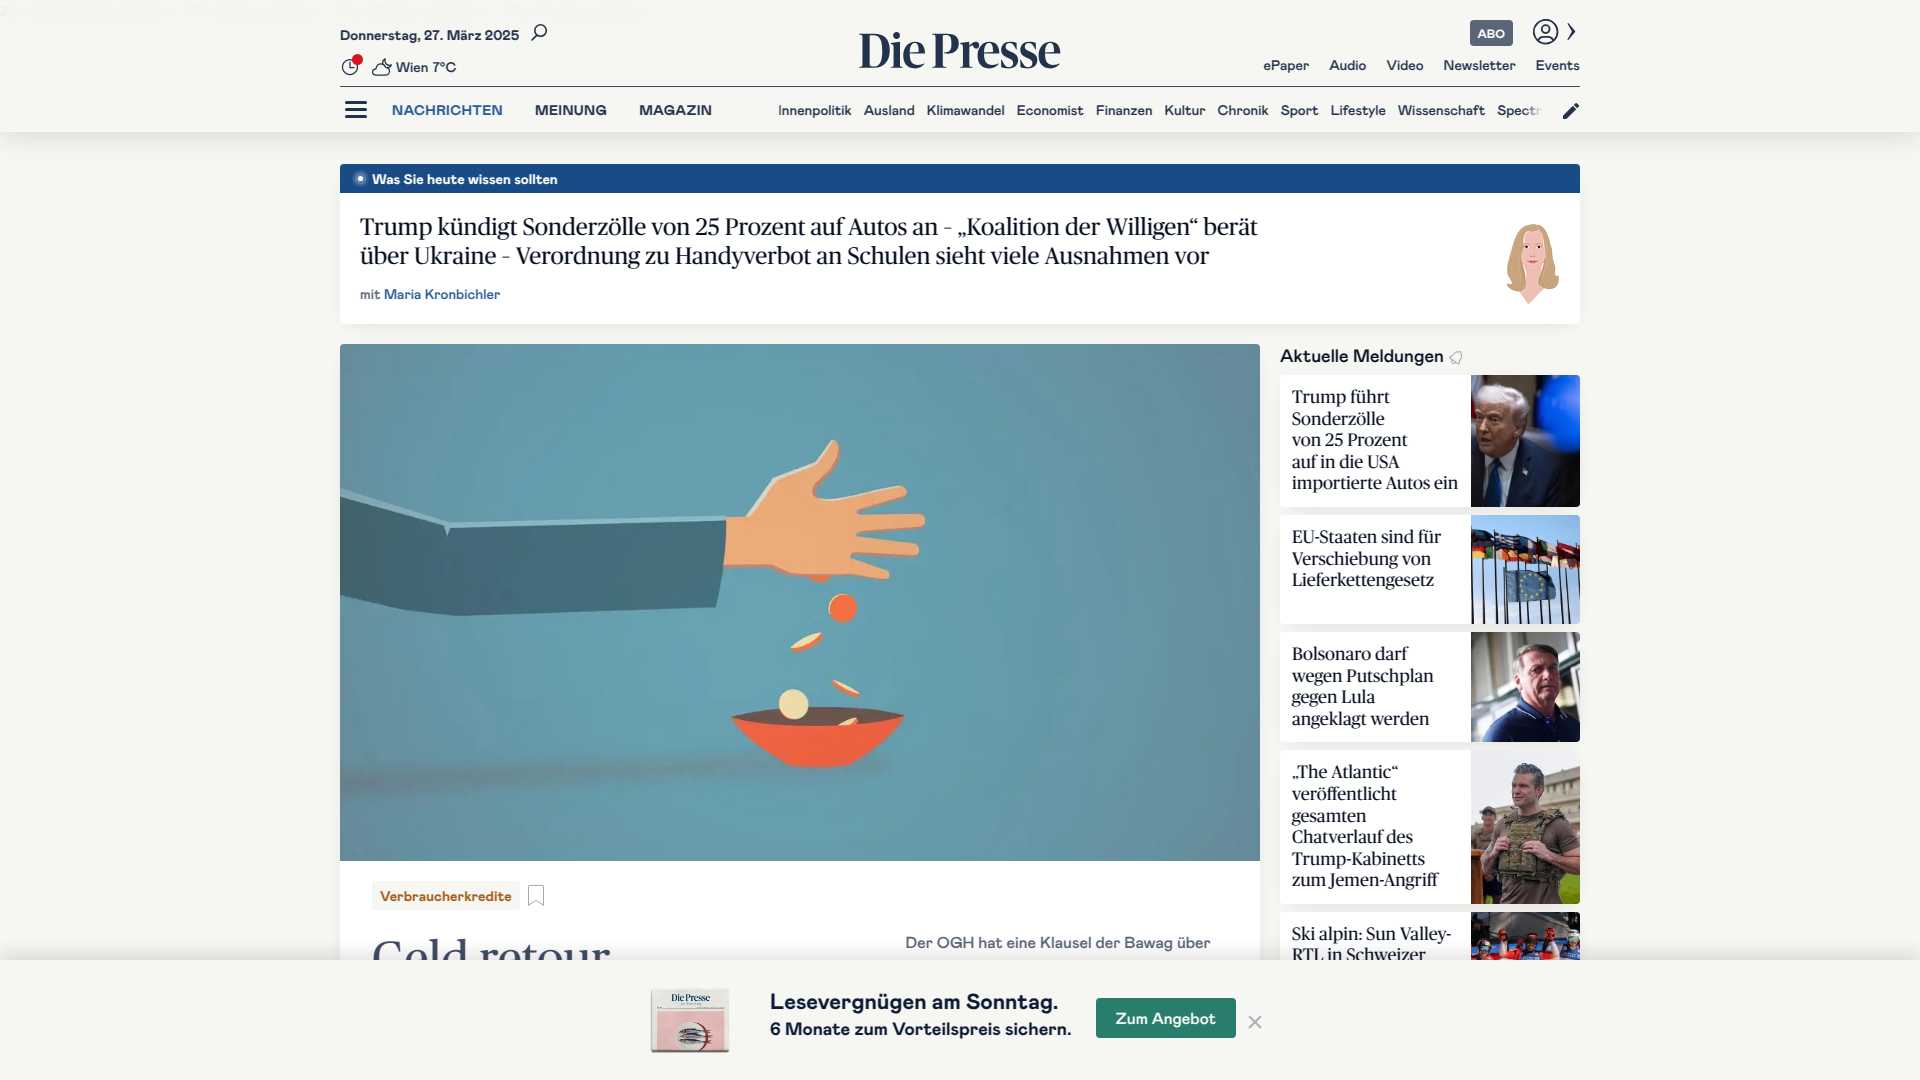 Donnerstag, 27. März 2025
Wien 7°C
Die Presse
ABO
ePaper Audio Video Newsletter Events
NACHRICHTEN MEINUNG MAGAZIN
Innenpolitik Ausland Klimawandel Economist Finanzen Kultur Chronik Sport Lifestyle Wissenschaft
Was Sie heute wissen sollten
Trump kündigt Sonderzölle von 25 Prozent auf Autos an – „Koalition der Willigen“ berät
über Ukraine – Verordnung zu Handyverbot an Schulen sieht viele Ausnahmen vor
mit Maria Kronbichler
Verbraucherkredite
Geld retour
Der OGH hat eine Klausel der Bawag über
Aktuelle Meldungen
Trump führt
Sonderzölle
von 25 Prozent
auf in die USA
importierte Autos ein
EU-Staaten sind für
Verschiebung von
Lieferkettengesetz
Bolsonaro darf
wegen Putschplan
gegen Lula
angeklagt werden
„The Atlantic“
veröffentlicht
gesamten
Chatverlauf des
Trump-Kabinetts
zum Jemen-Angriff
Ski alpin: Sun Valley-
RTL in Schweizer
Die Presse
Lesevergnügen am Sonntag.
6 Monate zum Vorteilspreis sichern.
Zum Angebot